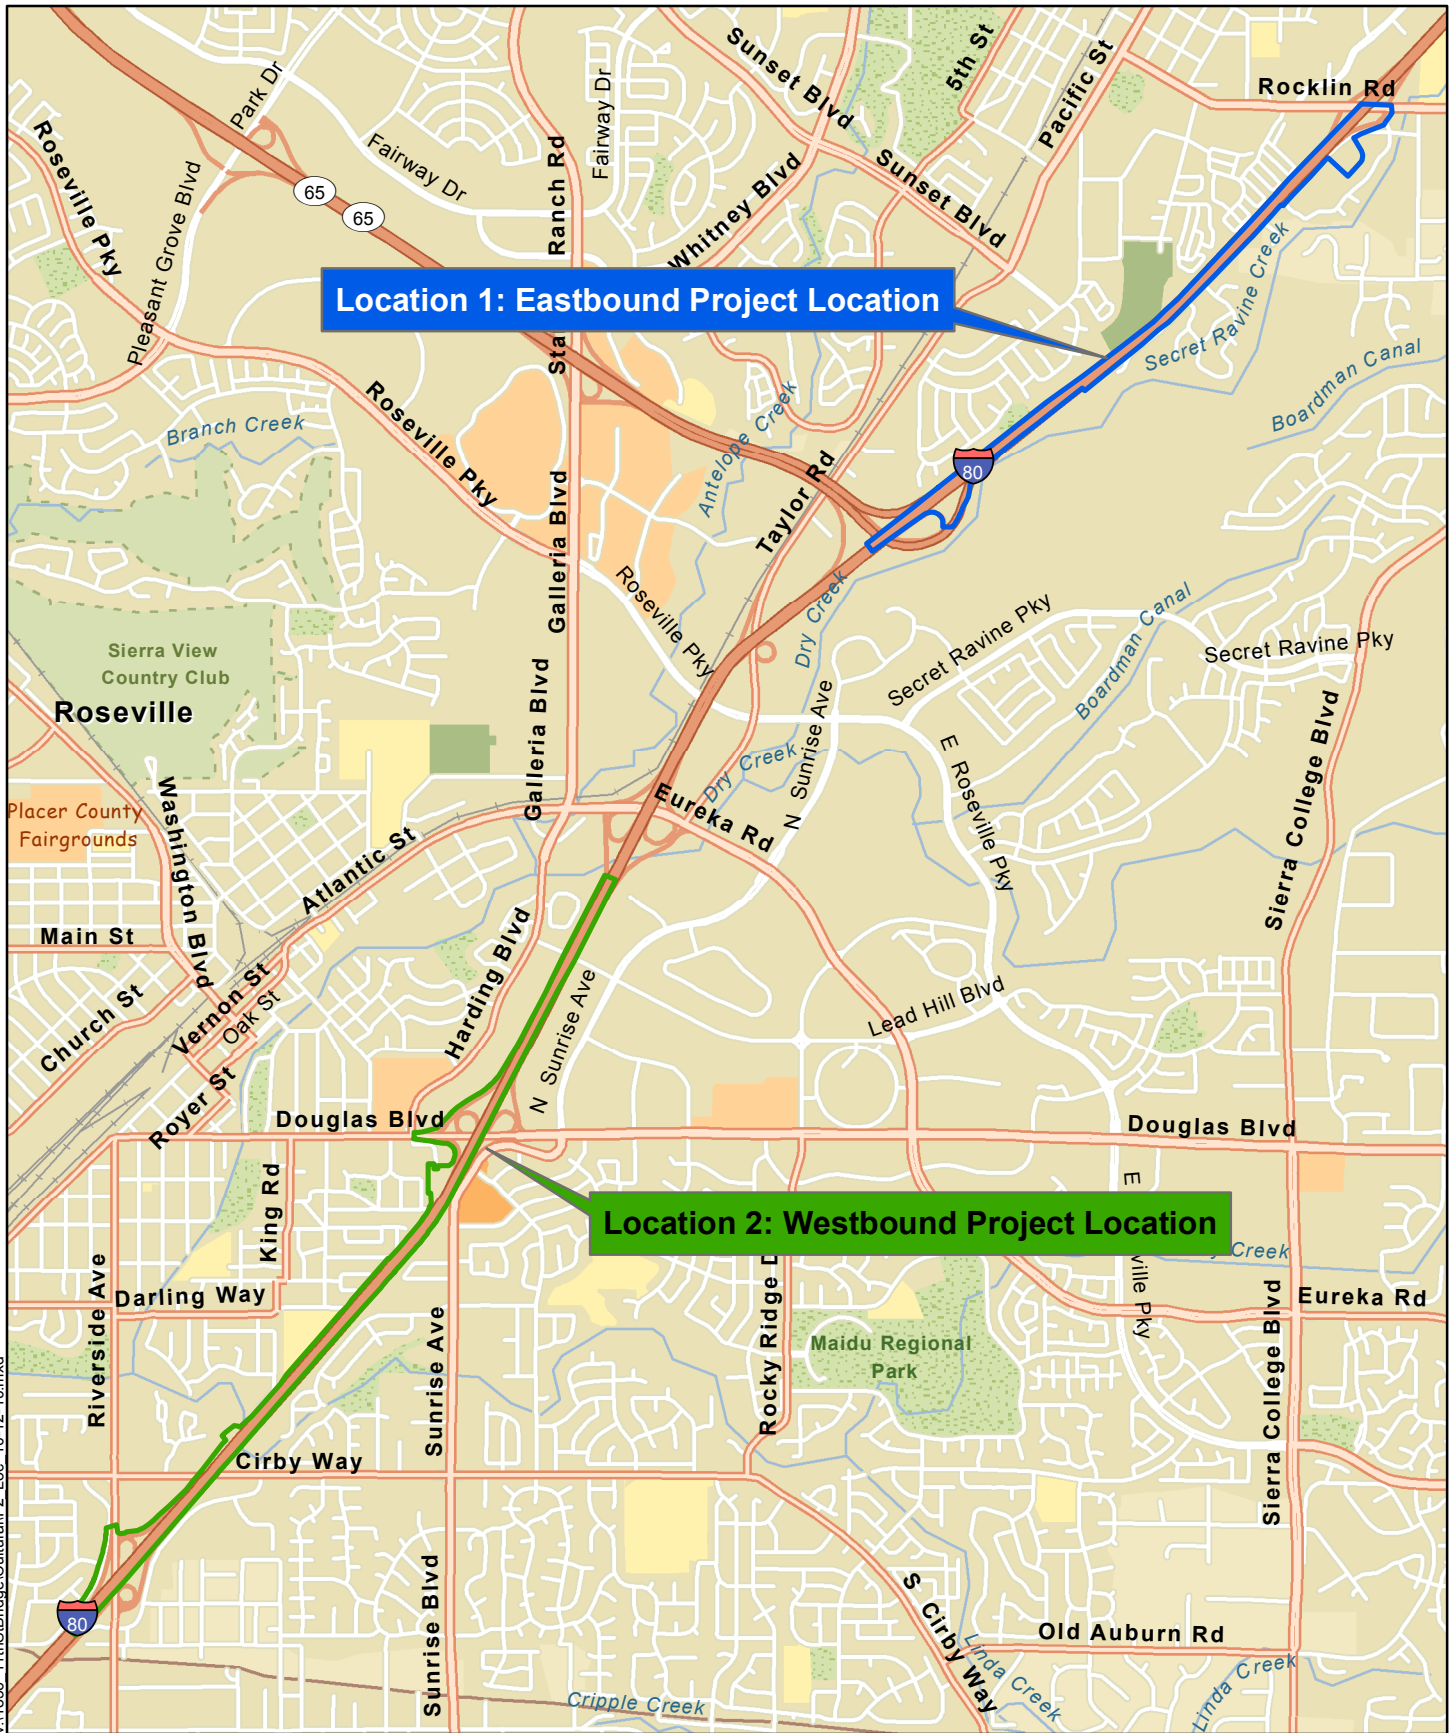 Sunset Blvd
5th St
Pacific St
Rocklin Rd
Park Dr
Fairway Dr
Fairway Dr
Roseville Pky
Pleasant Grove Blvd
65
65
Ranch Rd
Whitney Blvd
Sunset Blvd
Secret Ravine Creek
Location 1: Eastbound Project Location
Sta
Boardman Canal
Branch Creek
Roseville Pky
Antelope Creek
Taylor Rd
80
Galleria Blvd
Roseville Pky
Dry Creek
Secret Ravine Pky
Boardman Canal
Secret Ravine Pky
Sierra View
Country Club
Roseville
Galleria Blvd
N Sunrise Ave
Dry Creek
E Roseville Pky
Sierra College Blvd
Placer County
Fairgrounds
Washington Blvd
Atlantic St
Eureka Rd
Main St
Church St
Vernon St
Oak St
Royer St
Harding Blvd
N Sunrise Ave
Lead Hill Blvd
Douglas Blvd
Douglas Blvd
King Rd
E
Location 2: Westbound Project Location
Creek
ville Pky
Riverside Ave
Darling Way
Sunrise Ave
Rocky Ridge D
Maidu Regional
Park
Eureka Rd
Sierra College Blvd
Cirby Way
80
Sunrise Blvd
S Cirby Way
Old Auburn Rd
Linda Creek
Linda Creek
Cripple Creek